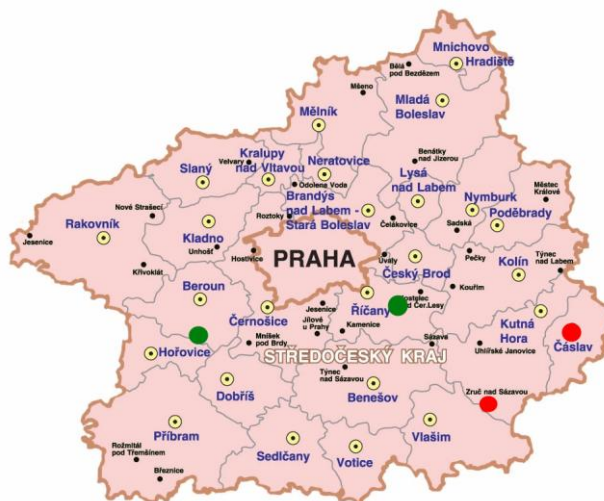 Mnichovo
Hradiště
Bělá
pod Bezdězem
Mšeno
Mladá
Boleslav
Mělník
Benátky
nad Jizerou
Slaný
Velvary
Kralupy
nad Vltavou
Neratovice
Odolena Voda
Lysá
nad Labem
Nymburk
Městec
Králové
Brandýs
nad Labem -
Stará Boleslav
Poděbrady
Nové Strašecí
Roztoky
Čelákovice
Sadská
Rakovník
Jesenice
Kladno
Unhošť
Hostivice
PRAHA
Úvaly
Český Brod
Pečky
Kolín
Týnec
nad Labem
Křivoklát
Beroun
Kouřim
Říčany
Černošice
Jesenice
Jílové
u Prahy
Kamenice
Kutná
Hora
Čáslav
Mníšek
pod Brdy
Sázava
Uhlířské Janovice
Hořovice
STŘEDOČESKÝ KRAJ
Týnec
nad Sázavou
Dobříš
Benešov
Zruč nad Sázavou
Příbram
Vlašim
Sedlčany
Votice
Rožmitál
pod Třemšínem
Březnice